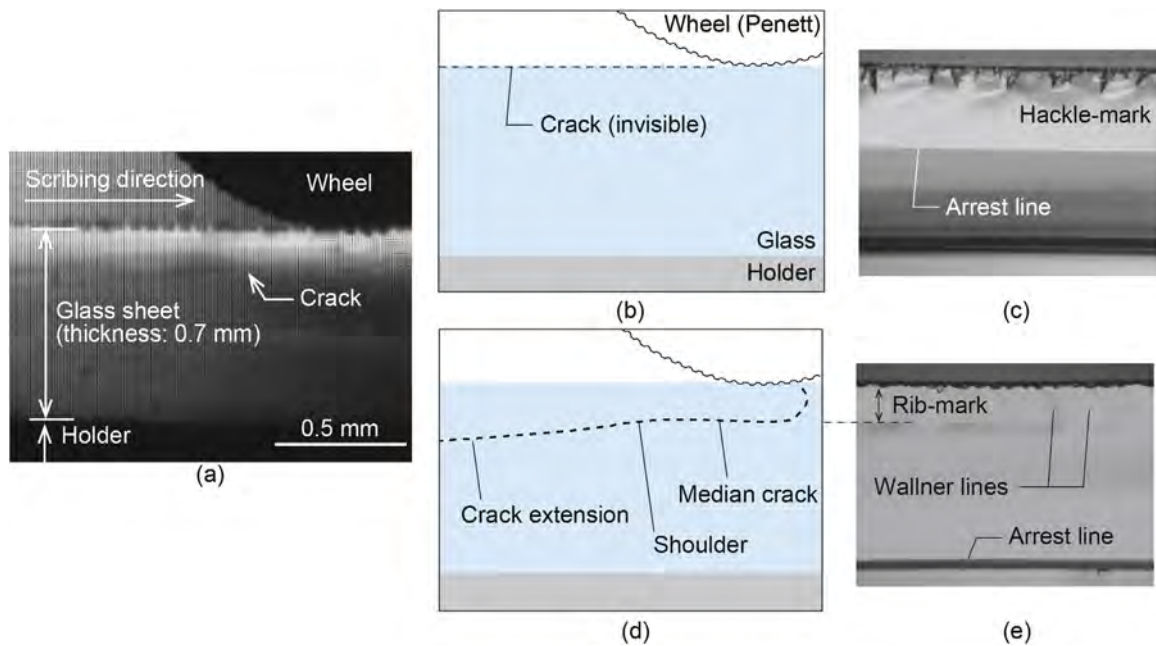 Scribing direction
Wheel
Crack
Glass sheet
(thickness: 0.7 mm)
Holder
0.5 mm
(a)
Wheel (Penett)
Crack (invisible)
Glass
Holder
(b)
Hackle-mark
Arrest line
(c)
Median crack
Crack extension
Shoulder
(d)
Rib-mark
Wallner lines
Arrest line
(e)